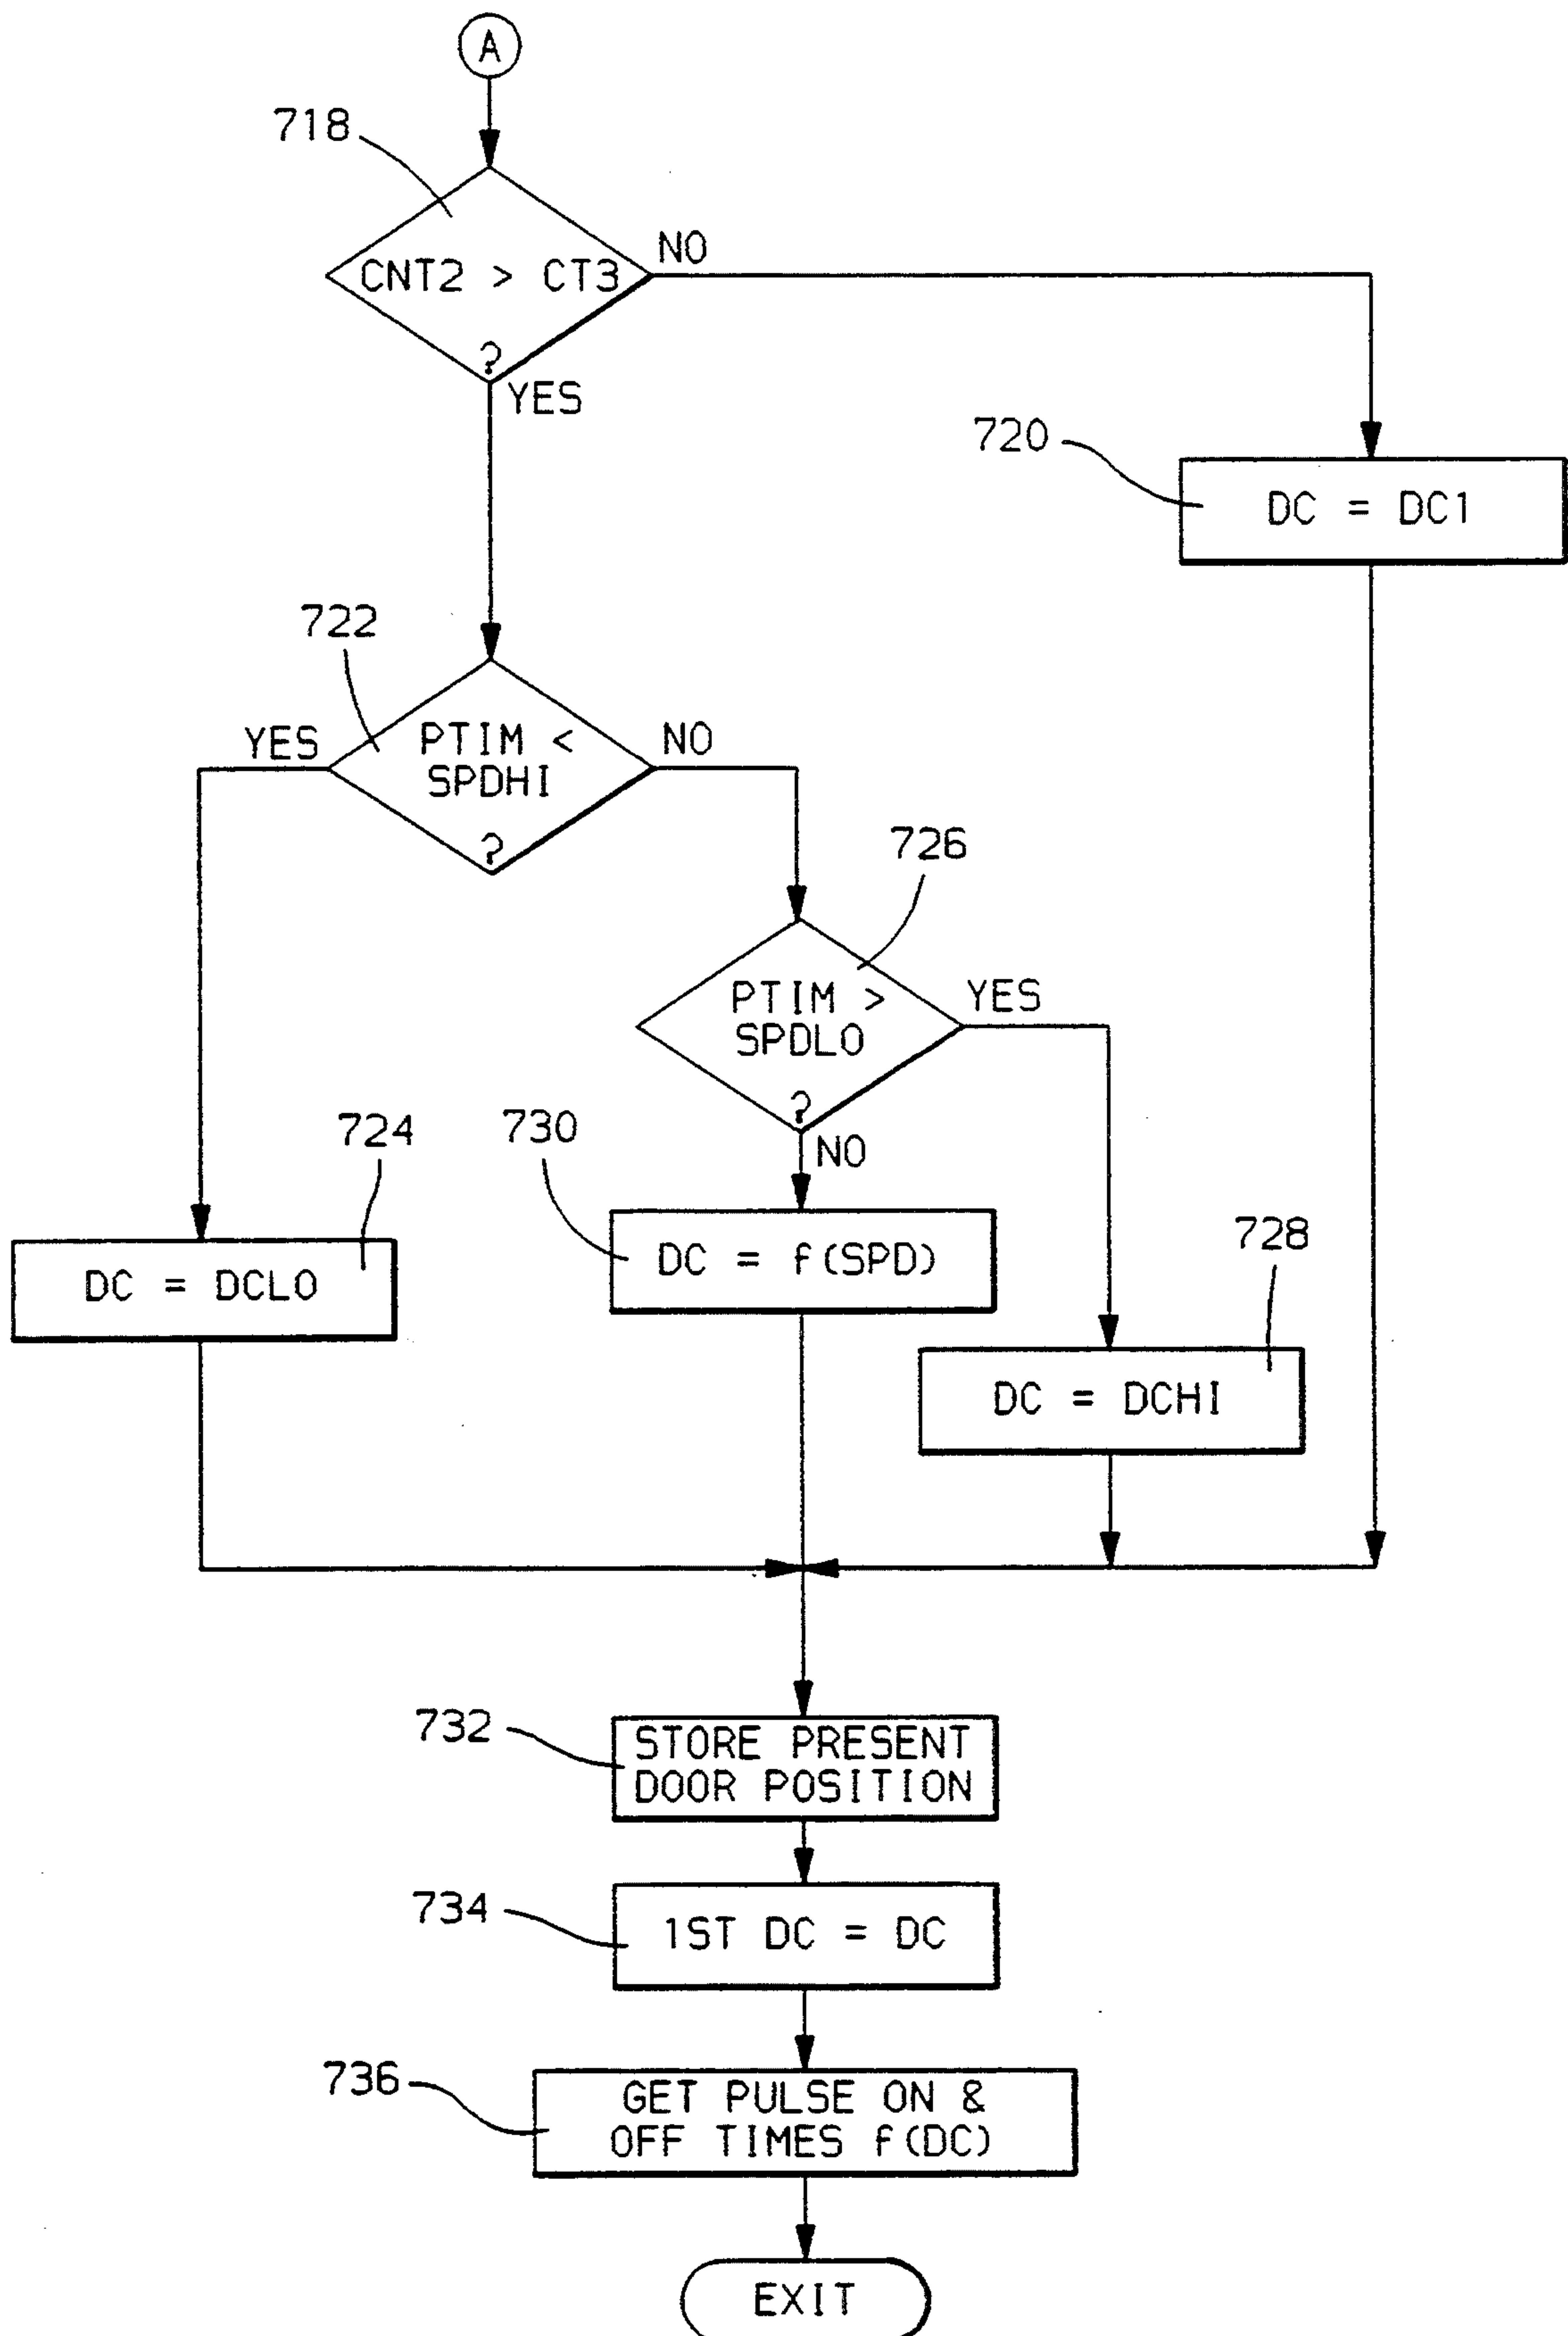 A
718
CNT2 > CT3
?
NO
YES
720
DC = DC1
722
YES
PTIM <
SPDHI
?
NO
726
PTIM >
SPDLO
?
YES
NO
724
DC = DCLO
730
DC = f(SPD)
728
DC = DCHI
732
STORE PRESENT
DOOR POSITION
734
1ST DC = DC
736
GET PULSE ON &
OFF TIMES f(DC)
EXIT